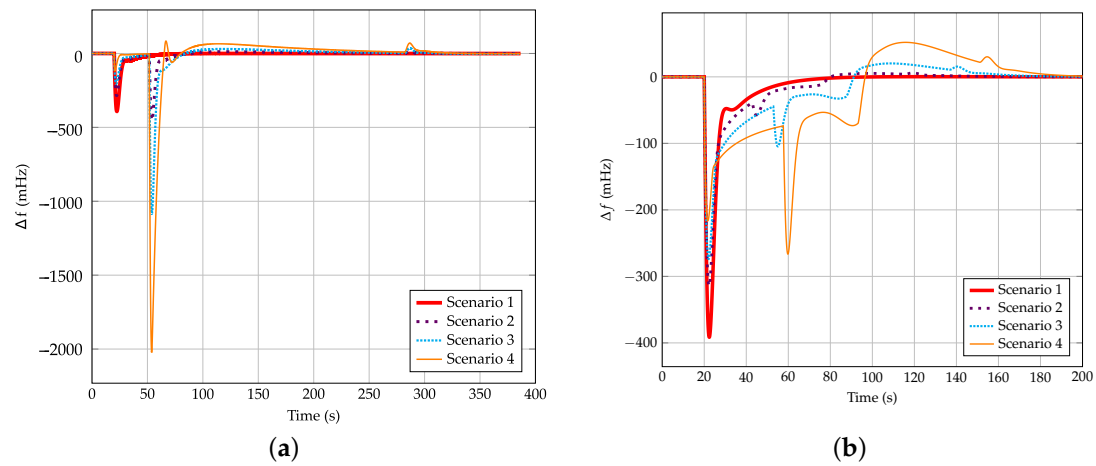 0
−500
−1000
−1500
−2000
Δ f (mHz)
0 50 100 150 200 250 300 350 400
Time (s)
Scenario 1
Scenario 2
Scenario 3
Scenario 4
(a)
0
−100
−200
−300
−400
Δf (mHz)
0 20 40 60 80 100 120 140 160 180 200
Time (s)
Scenario 1
Scenario 2
Scenario 3
Scenario 4
(b)